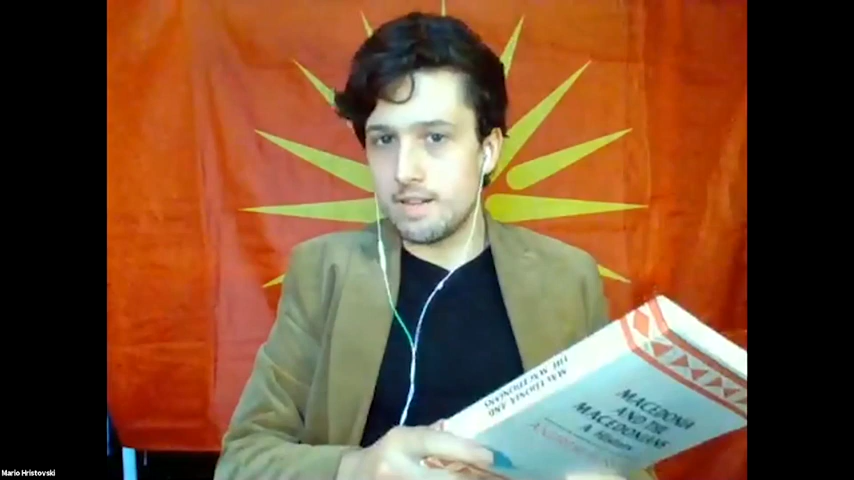 MACEDONIA AND
THE MACEDONIANS
MACEDONIA
AND THE
MACEDONIANS
A History
Mario Hristovski